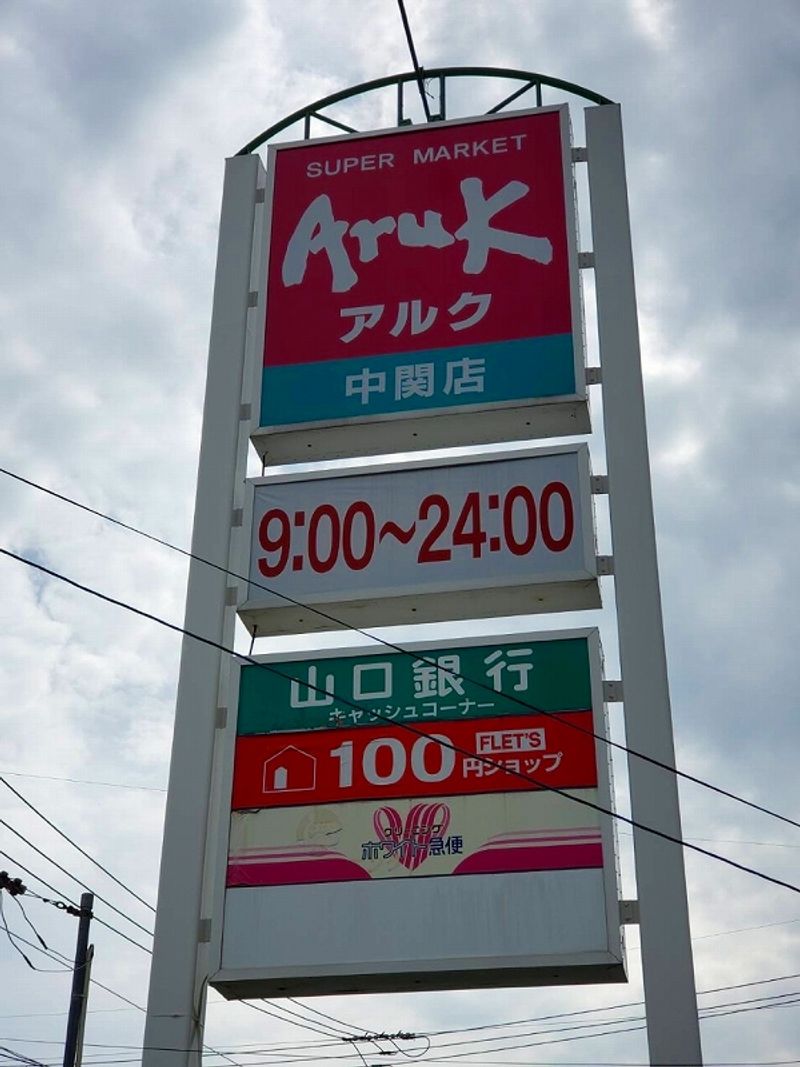 SUPER MARKET
Aruk
アルク
中関店
9:00~24:00
山口銀行
キャッシュコーナー
100円ショップ FLET'S
クリーニング
ホワイト急便